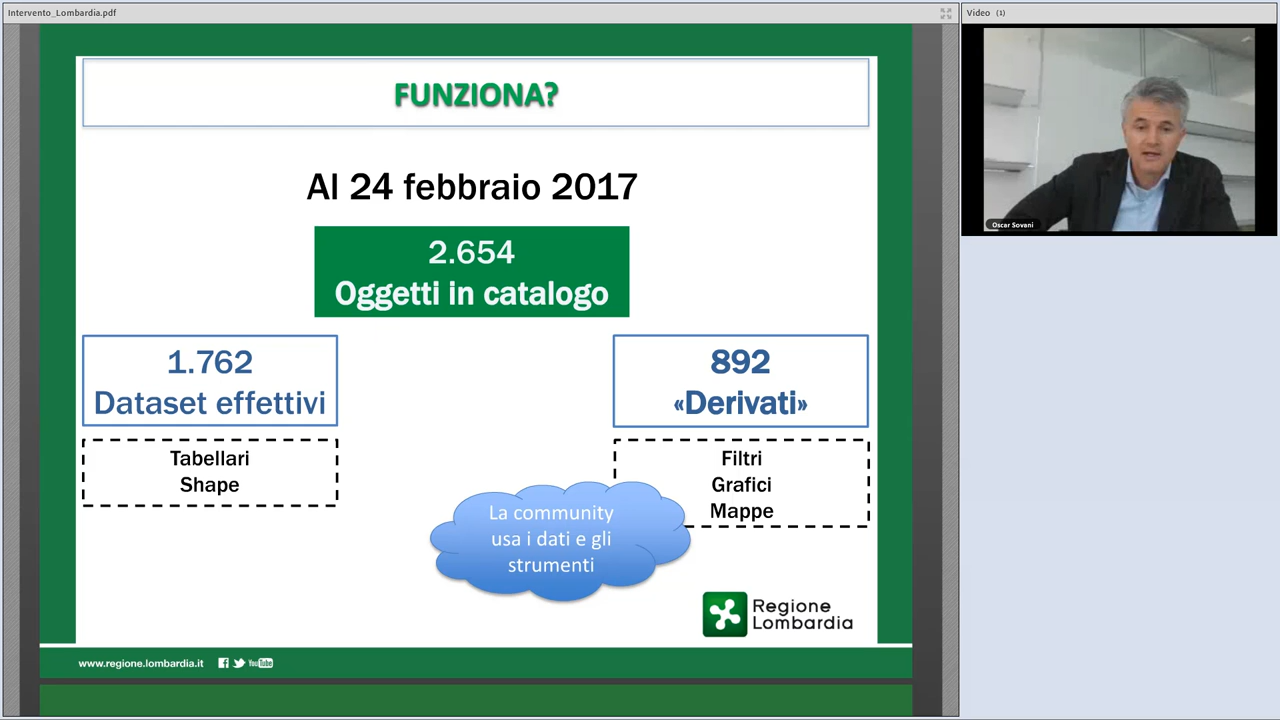 Intervento_Lombardia.pdf
Video (1)
FUNZIONA?
Al 24 febbraio 2017
2.654
Oggetti in catalogo
1.762
Dataset effettivi
892
«Derivati»
Tabellari
Shape
Filtri
Grafici
Mappe
La community
usa i dati e gli
strumenti
Regione
Lombardia
www.regione.lombardia.it
You Tube
Oscar Sovani